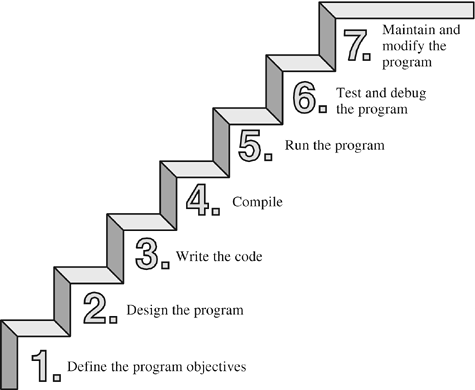 7. Maintain and
modify the
program
6. Test and debug
the program
5. Run the program
4. Compile
3. Write the code
2. Design the program
1. Define the program objectives